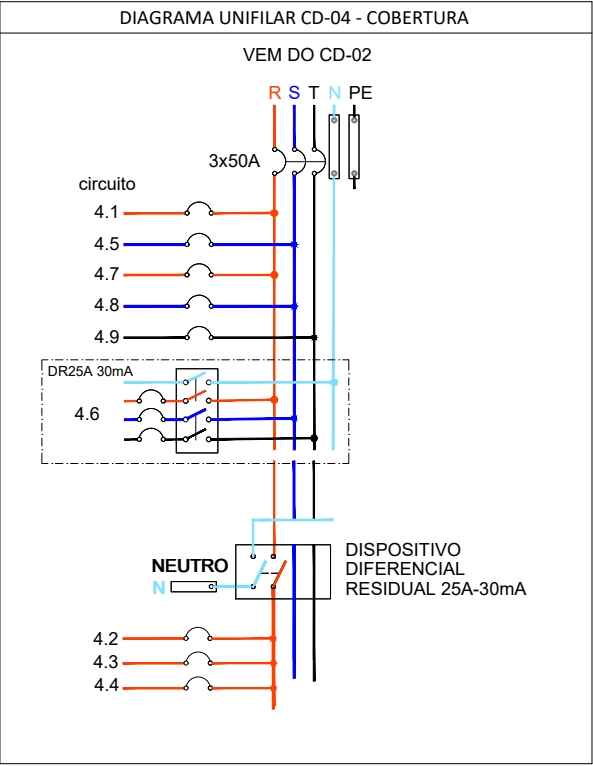 DIAGRAMA UNIFILAR CD-04 - COBERTURA
VEM DO CD-02
R S T N PE
3x50A
circuito
4.1
4.5
4.7
4.8
4.9
DR25A 30mA
4.6
DISPOSITIVO
DIFERENCIAL
RESIDUAL 25A-30mA
NEUTRO
N
4.2
4.3
4.4